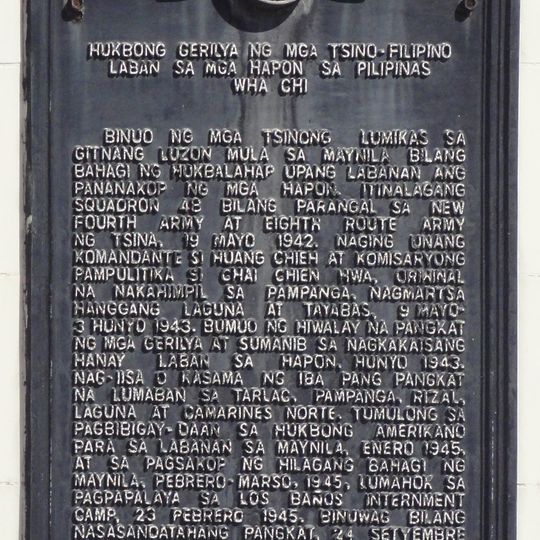 HUKBONG GERILYA NG MGA TSINO-FILIPINO
LABAN SA MGA HAPON SA PILIPINAS
WHA CHI
BINUO NG MGA TSINONG LUMIKAS SA
GITNANG LUZON MULA SA MAYNILA BILANG
BAHAGI NG HUKBALAHAP UPANG LABANAN ANG
PANANAKOP NG MGA HAPON. ITINALAGANG
SQUADRON 48 BILANG PARANGAL SA NEW
FOURTH ARMY AT EIGHTH ROUTE ARMY
NG TSINA, 19 MAYO 1942. NAGING UNANG
KOMANDANTE SI HUANG CHIEH AT KOMISARYONG
PAMPULITIKA SI CHAI CHIEN HWA. ORIHINAL
NA NAKAHIMPIL SA PAMPANGA, NAGMARTSA
HANGGANG LAGUNA AT TAYABAS, 9 MAYO-
3 HUNYO 1943. BUMUO NG HIWALAY NA PANGKAT
NG MGA GERILYA AT SUMANIB SA NAGKAKAISANG
HANAY LABAN SA HAPON, HUNYO 1943.
NAG-IISA O KASAMA NG IBA PANG PANGKAT
NA LUMABAN SA TARLAC, PAMPANGA, RIZAL,
LAGUNA AT CAMARINES NORTE. TUMULONG SA
PAGBIBIGAY-DAAN SA HUKBONG AMERIKANO
PARA SA LABANAN SA MAYNILA, ENERO 1945,
AT SA PAGSAKOP NG HILAGANG BAHAGI NG
MAYNILA, PEBRERO-MARSO, 1945, LUMAHOK SA
PAGPAPALAYA SA LOS BAÑOS INTERNMENT
CAMP, 23 PEBRERO 1945. BINUWAG BILANG
NASASANDATAHANG PANGKAT, 24 SETYEMBRE